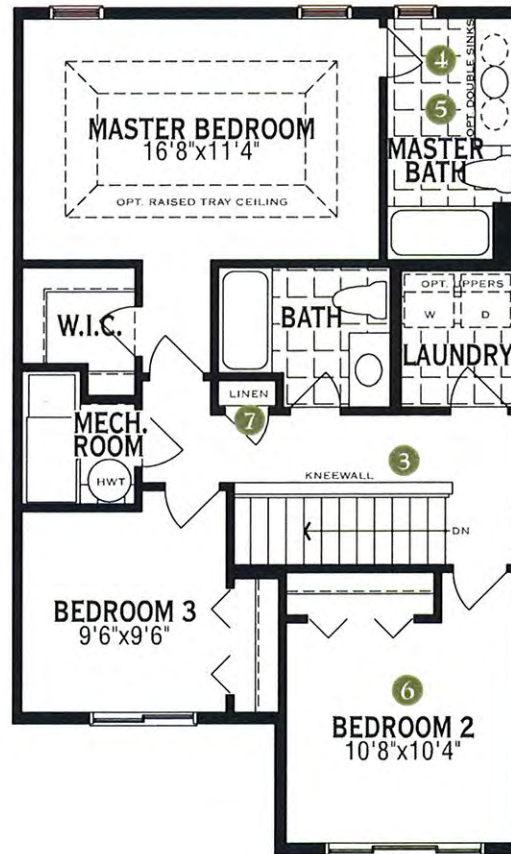 MASTER BEDROOM
16'8"x11'4"
OPT. RAISED TRAY CEILING
4
5
OPT DOUBLE SINKS
MASTER
BATH
W.I.C.
BATH
OPT. UPPERS
W D
LAUNDRY
MECH.
ROOM
HWT
LINEN
7
3
KNEEWALL
DN
BEDROOM 3
9'6"x9'6"
6
BEDROOM 2
10'8"x10'4"